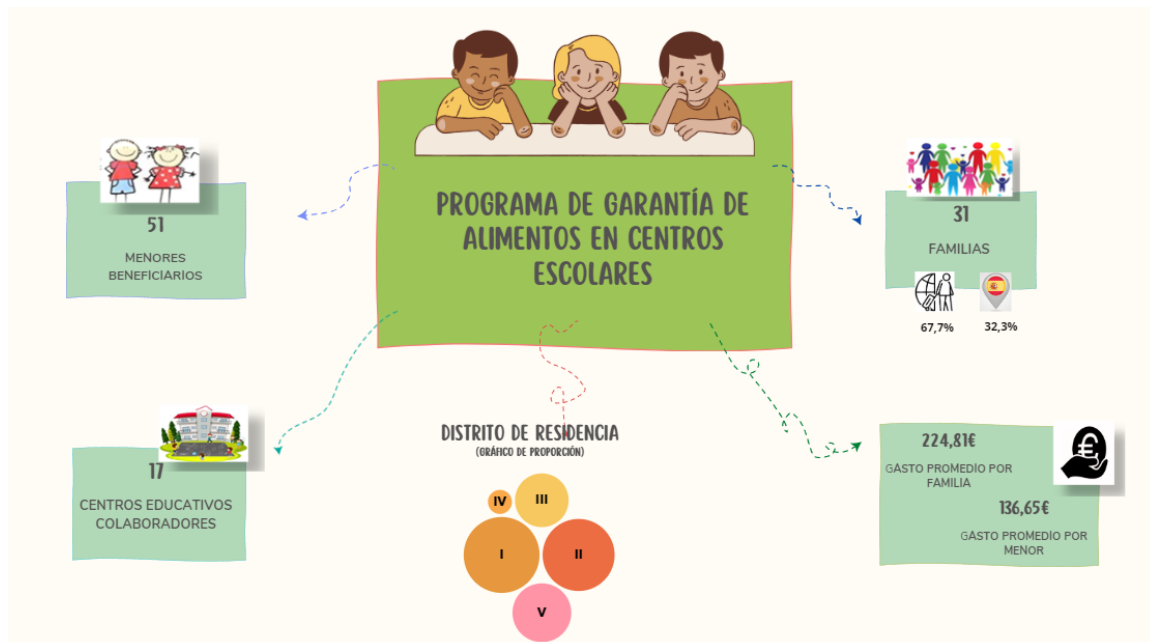 PROGRAMA DE GARANTÍA DE
ALIMENTOS EN CENTROS
ESCOLARES
51
MENORES
BENEFICIARIOS
31
FAMILIAS
67,7%
32,3%
17
CENTROS EDUCATIVOS
COLABORADORES
DISTRITO DE RESIDENCIA
(GRÁFICO DE PROPORCIÓN)
IV
III
I
II
V
224,81€
GASTO PROMEDIO POR
FAMILIA
136,65€
GASTO PROMEDIO POR
MENOR